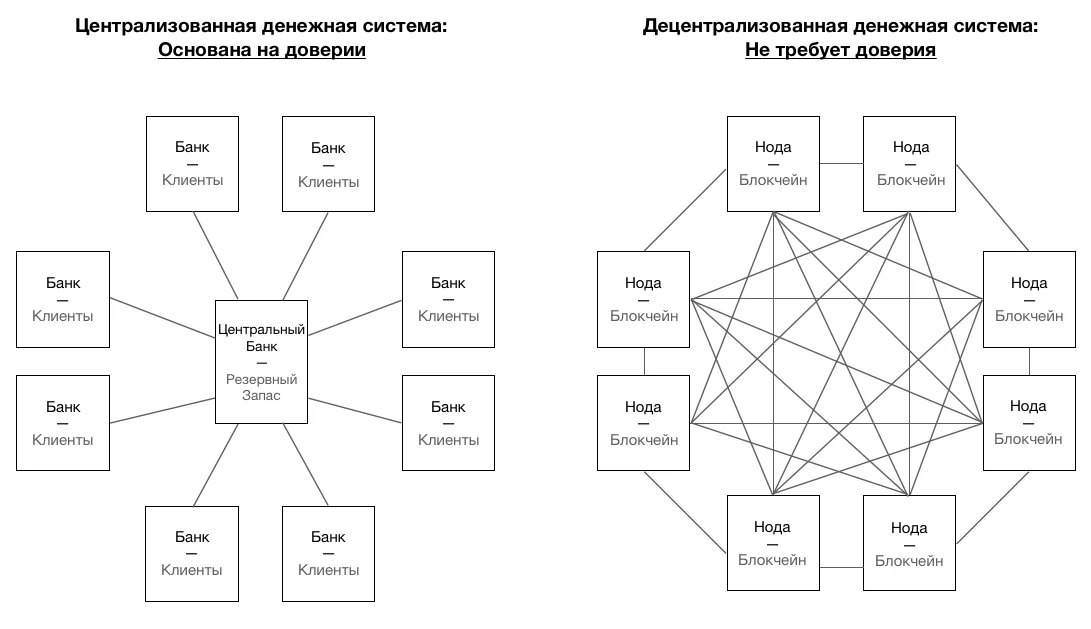 Централизованная денежная система:
Основана на доверии
Децентрализованная денежная система:
Не требует доверия
Банк
—
Клиенты
Банк
—
Клиенты
Банк
—
Клиенты
Банк
—
Клиенты
Центральный
Банк
—
Резервный
Запас
Банк
—
Клиенты
Банк
—
Клиенты
Банк
—
Клиенты
Банк
—
Клиенты
Нода
—
Блокчейн
Нода
—
Блокчейн
Нода
—
Блокчейн
Нода
—
Блокчейн
Нода
—
Блокчейн
Нода
—
Блокчейн
Нода
—
Блокчейн
Нода
—
Блокчейн